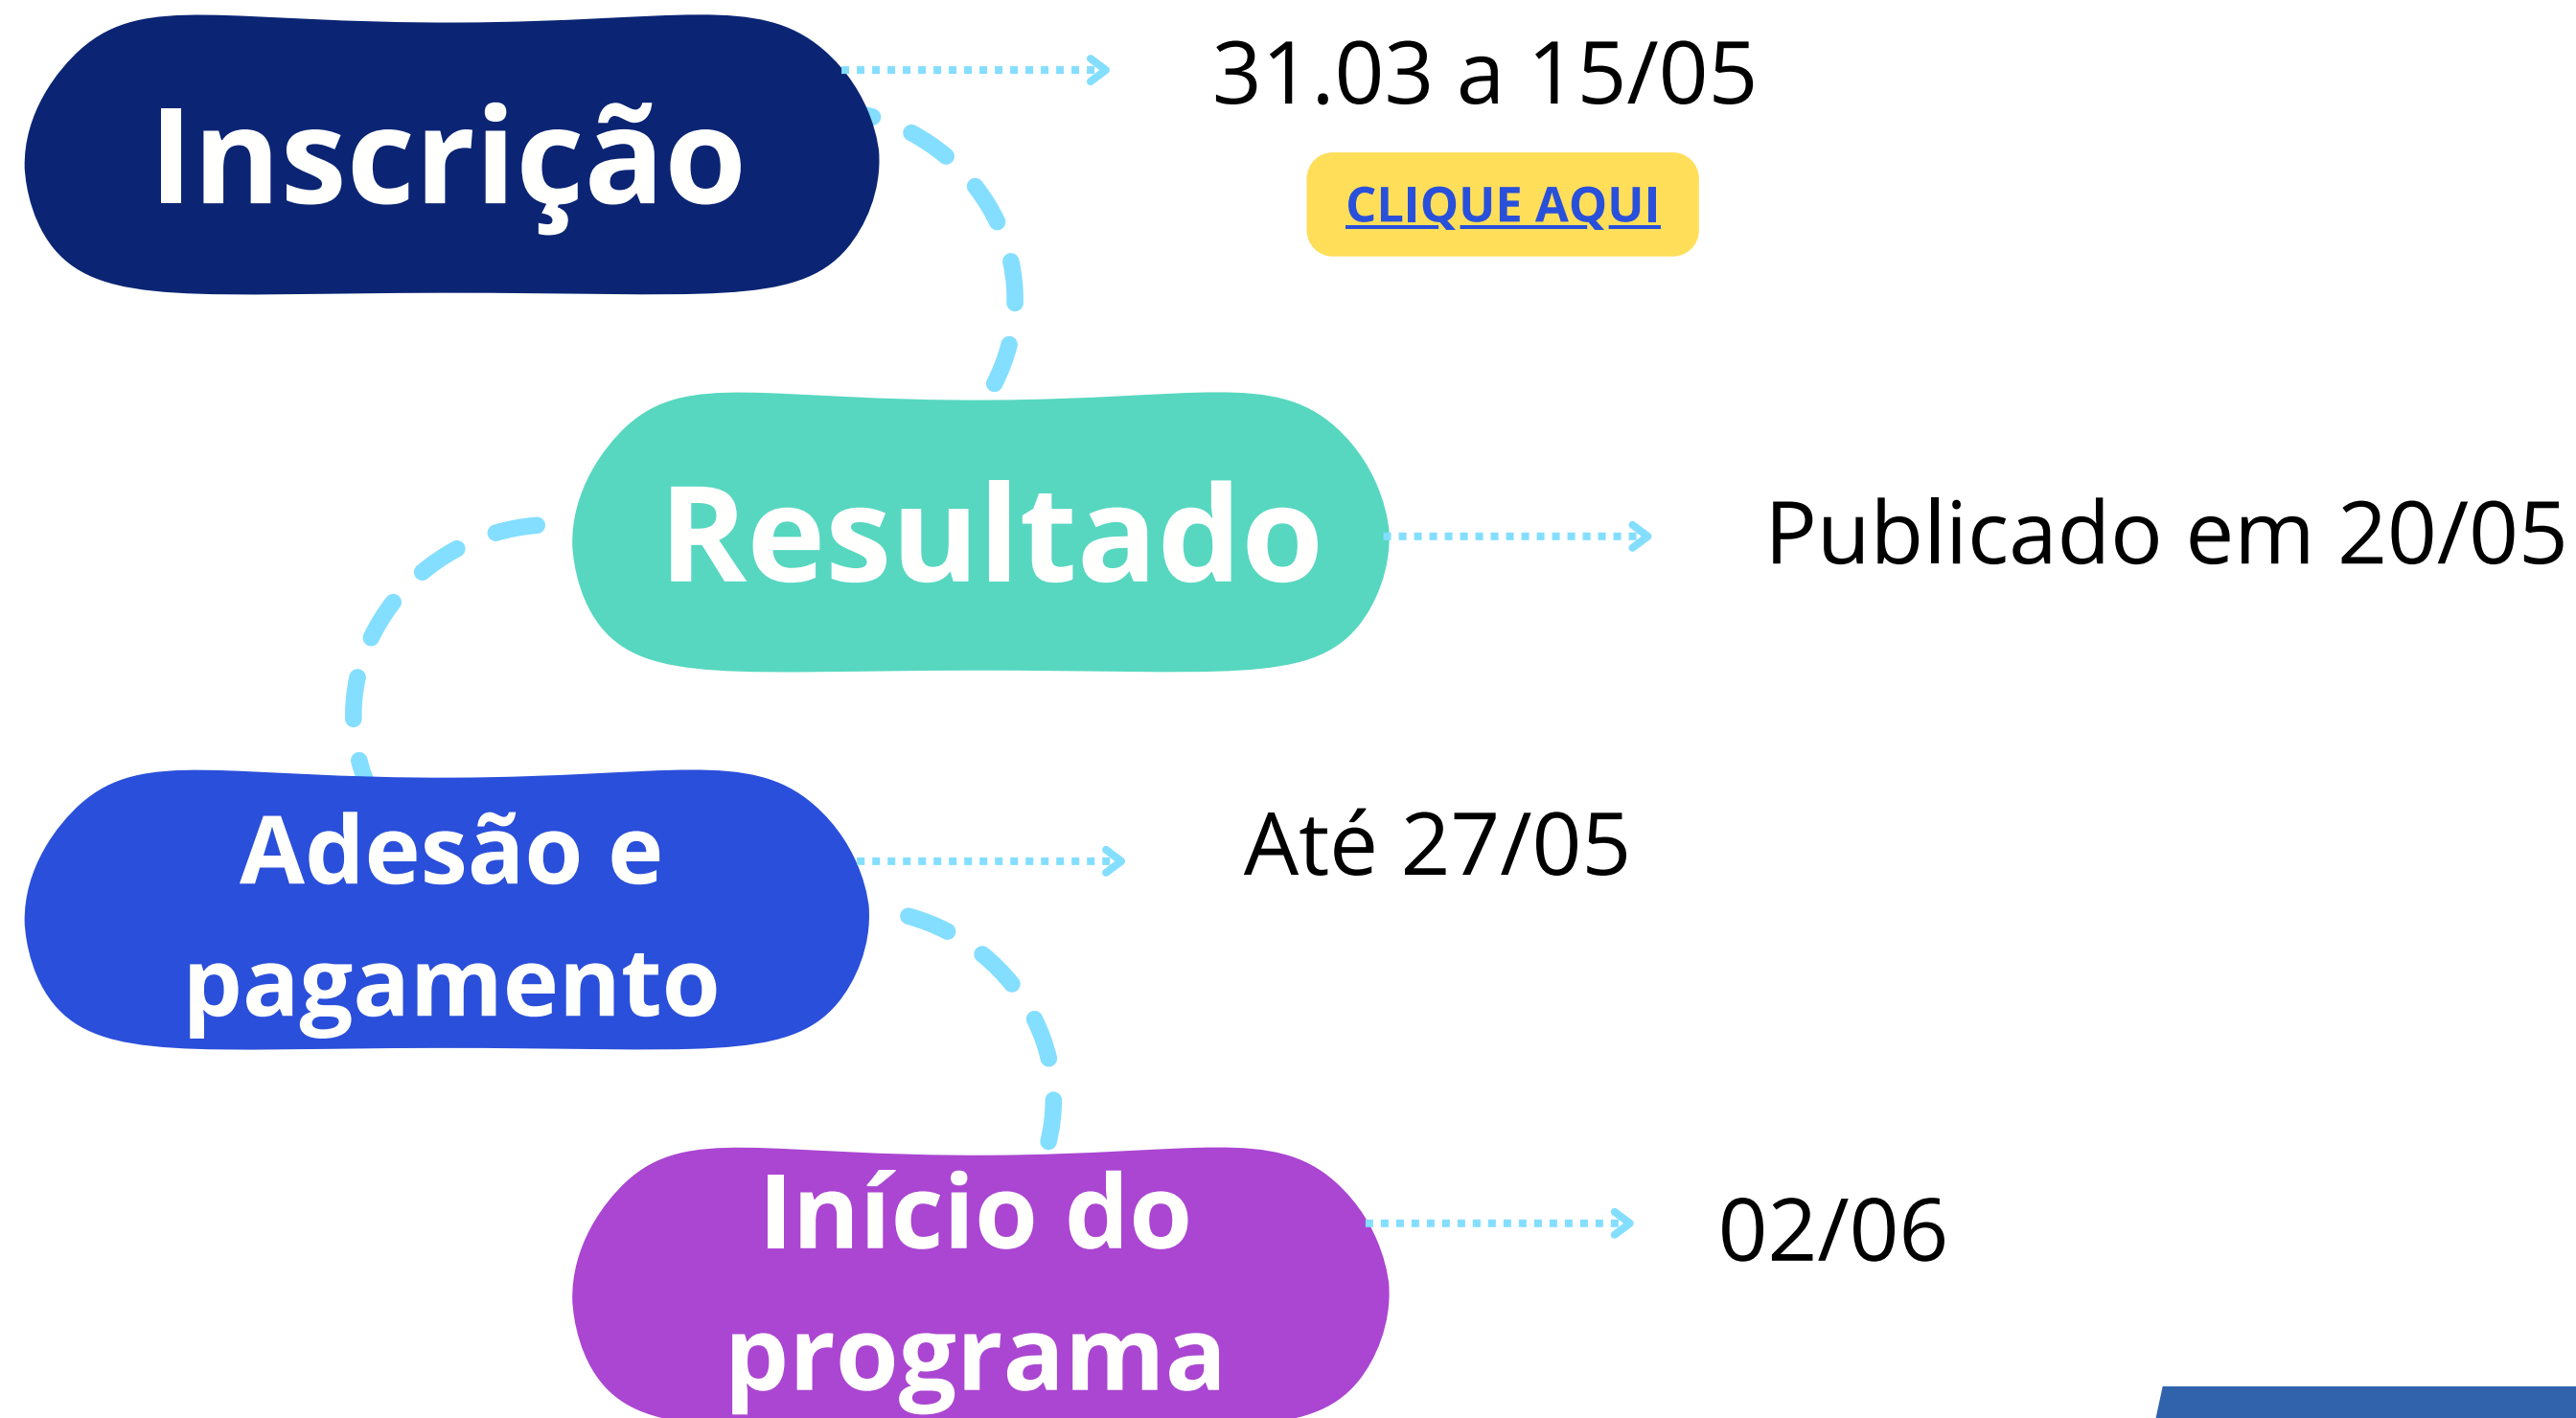 Inscrição
31.03 a 15/05
CLIQUE AQUI
Resultado
Publicado em 20/05
Adesão e
pagamento
Até 27/05
Início do
programa
02/06